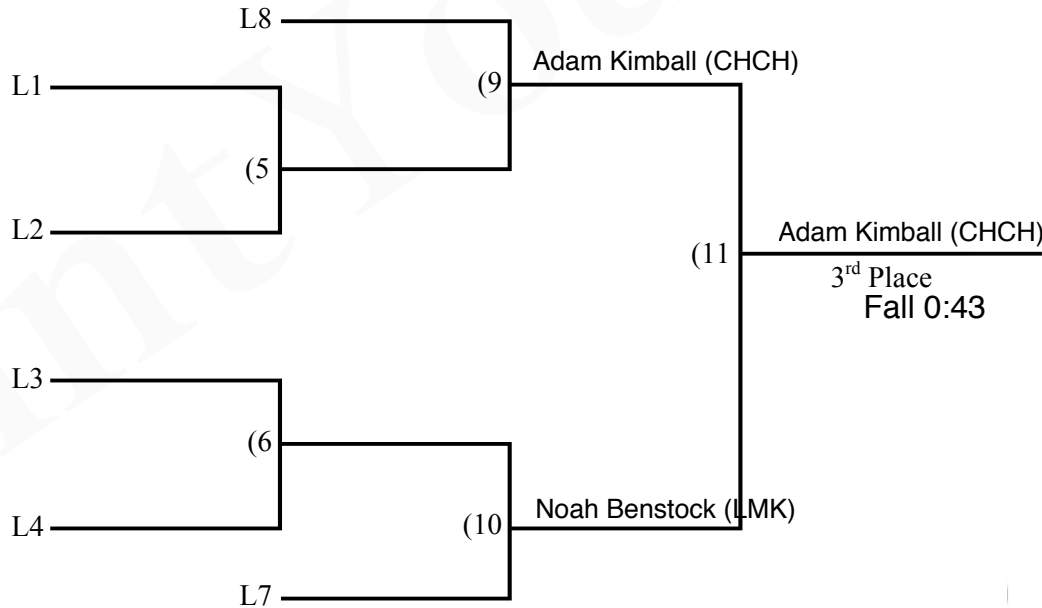 L8
Adam Kimball (CHCH)
L1
(9
(5
L2
Adam Kimball (CHCH)
(11
3rd Place
Fall 0:43
L3
(6
Noah Benstock (LMK)
L4
(10
L7